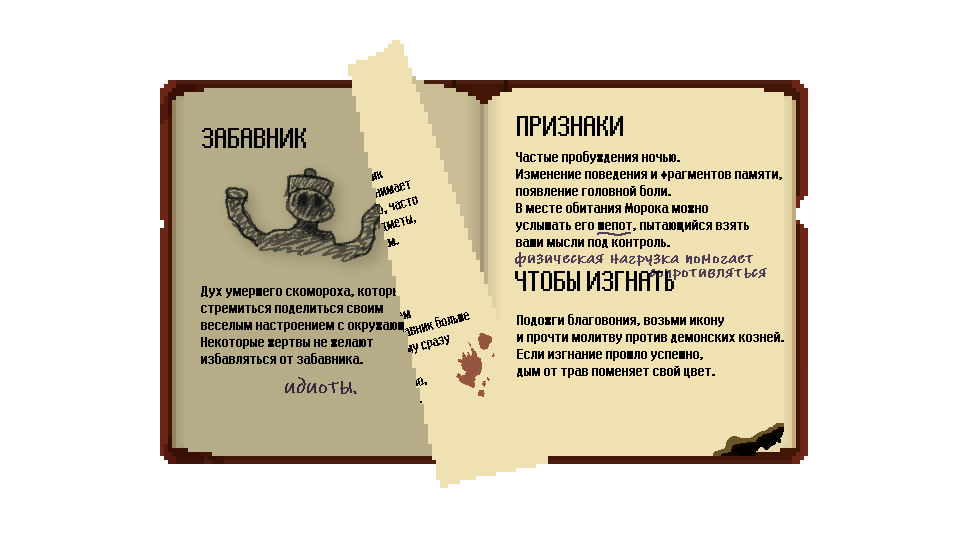 ЗАБАВНИК
Дух умершего скомороха,
стремиться поделиться своим
веселым настроением с
Некоторые жертвы не желают
избавляться от забавника.
идиоты.
часто
больше
сразу
ПРИЗНАКИ
Частые пробуждения ночью.
Изменение поведения и фрагментов памяти,
появление головной боли.
В месте обитания Морока можно
услышать его шепот, пытающийся взять
ваши мысли под контроль.
физическая нагрузка помогает
сопротивляться
ЧТОБЫ ИЗГНАТЬ
Подожги благовония, возьми икону
и прочти молитву против демонских козней.
Если изгнание прошло успешно,
дым от трав поменяет свой цвет.